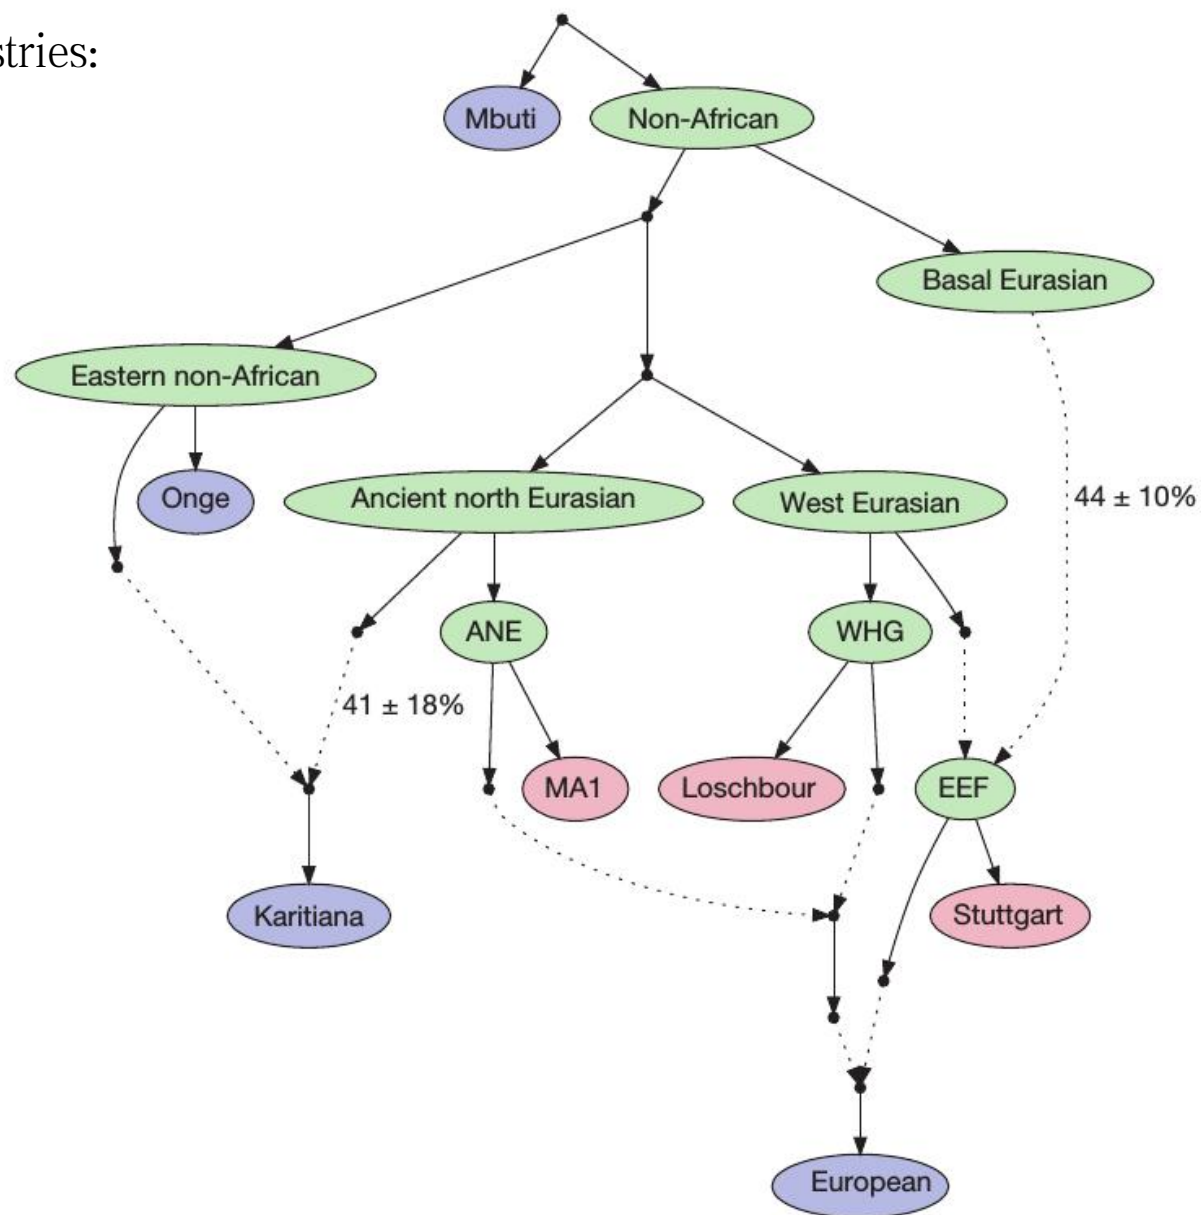 stries:
Mbuti
Non-African
Basal Eurasian
Eastern non-African
Onge
Ancient north Eurasian
West Eurasian
44 ± 10%
ANE
WHG
41 ± 18%
MA1
Loschbour
EEF
Karitiana
Stuttgart
European